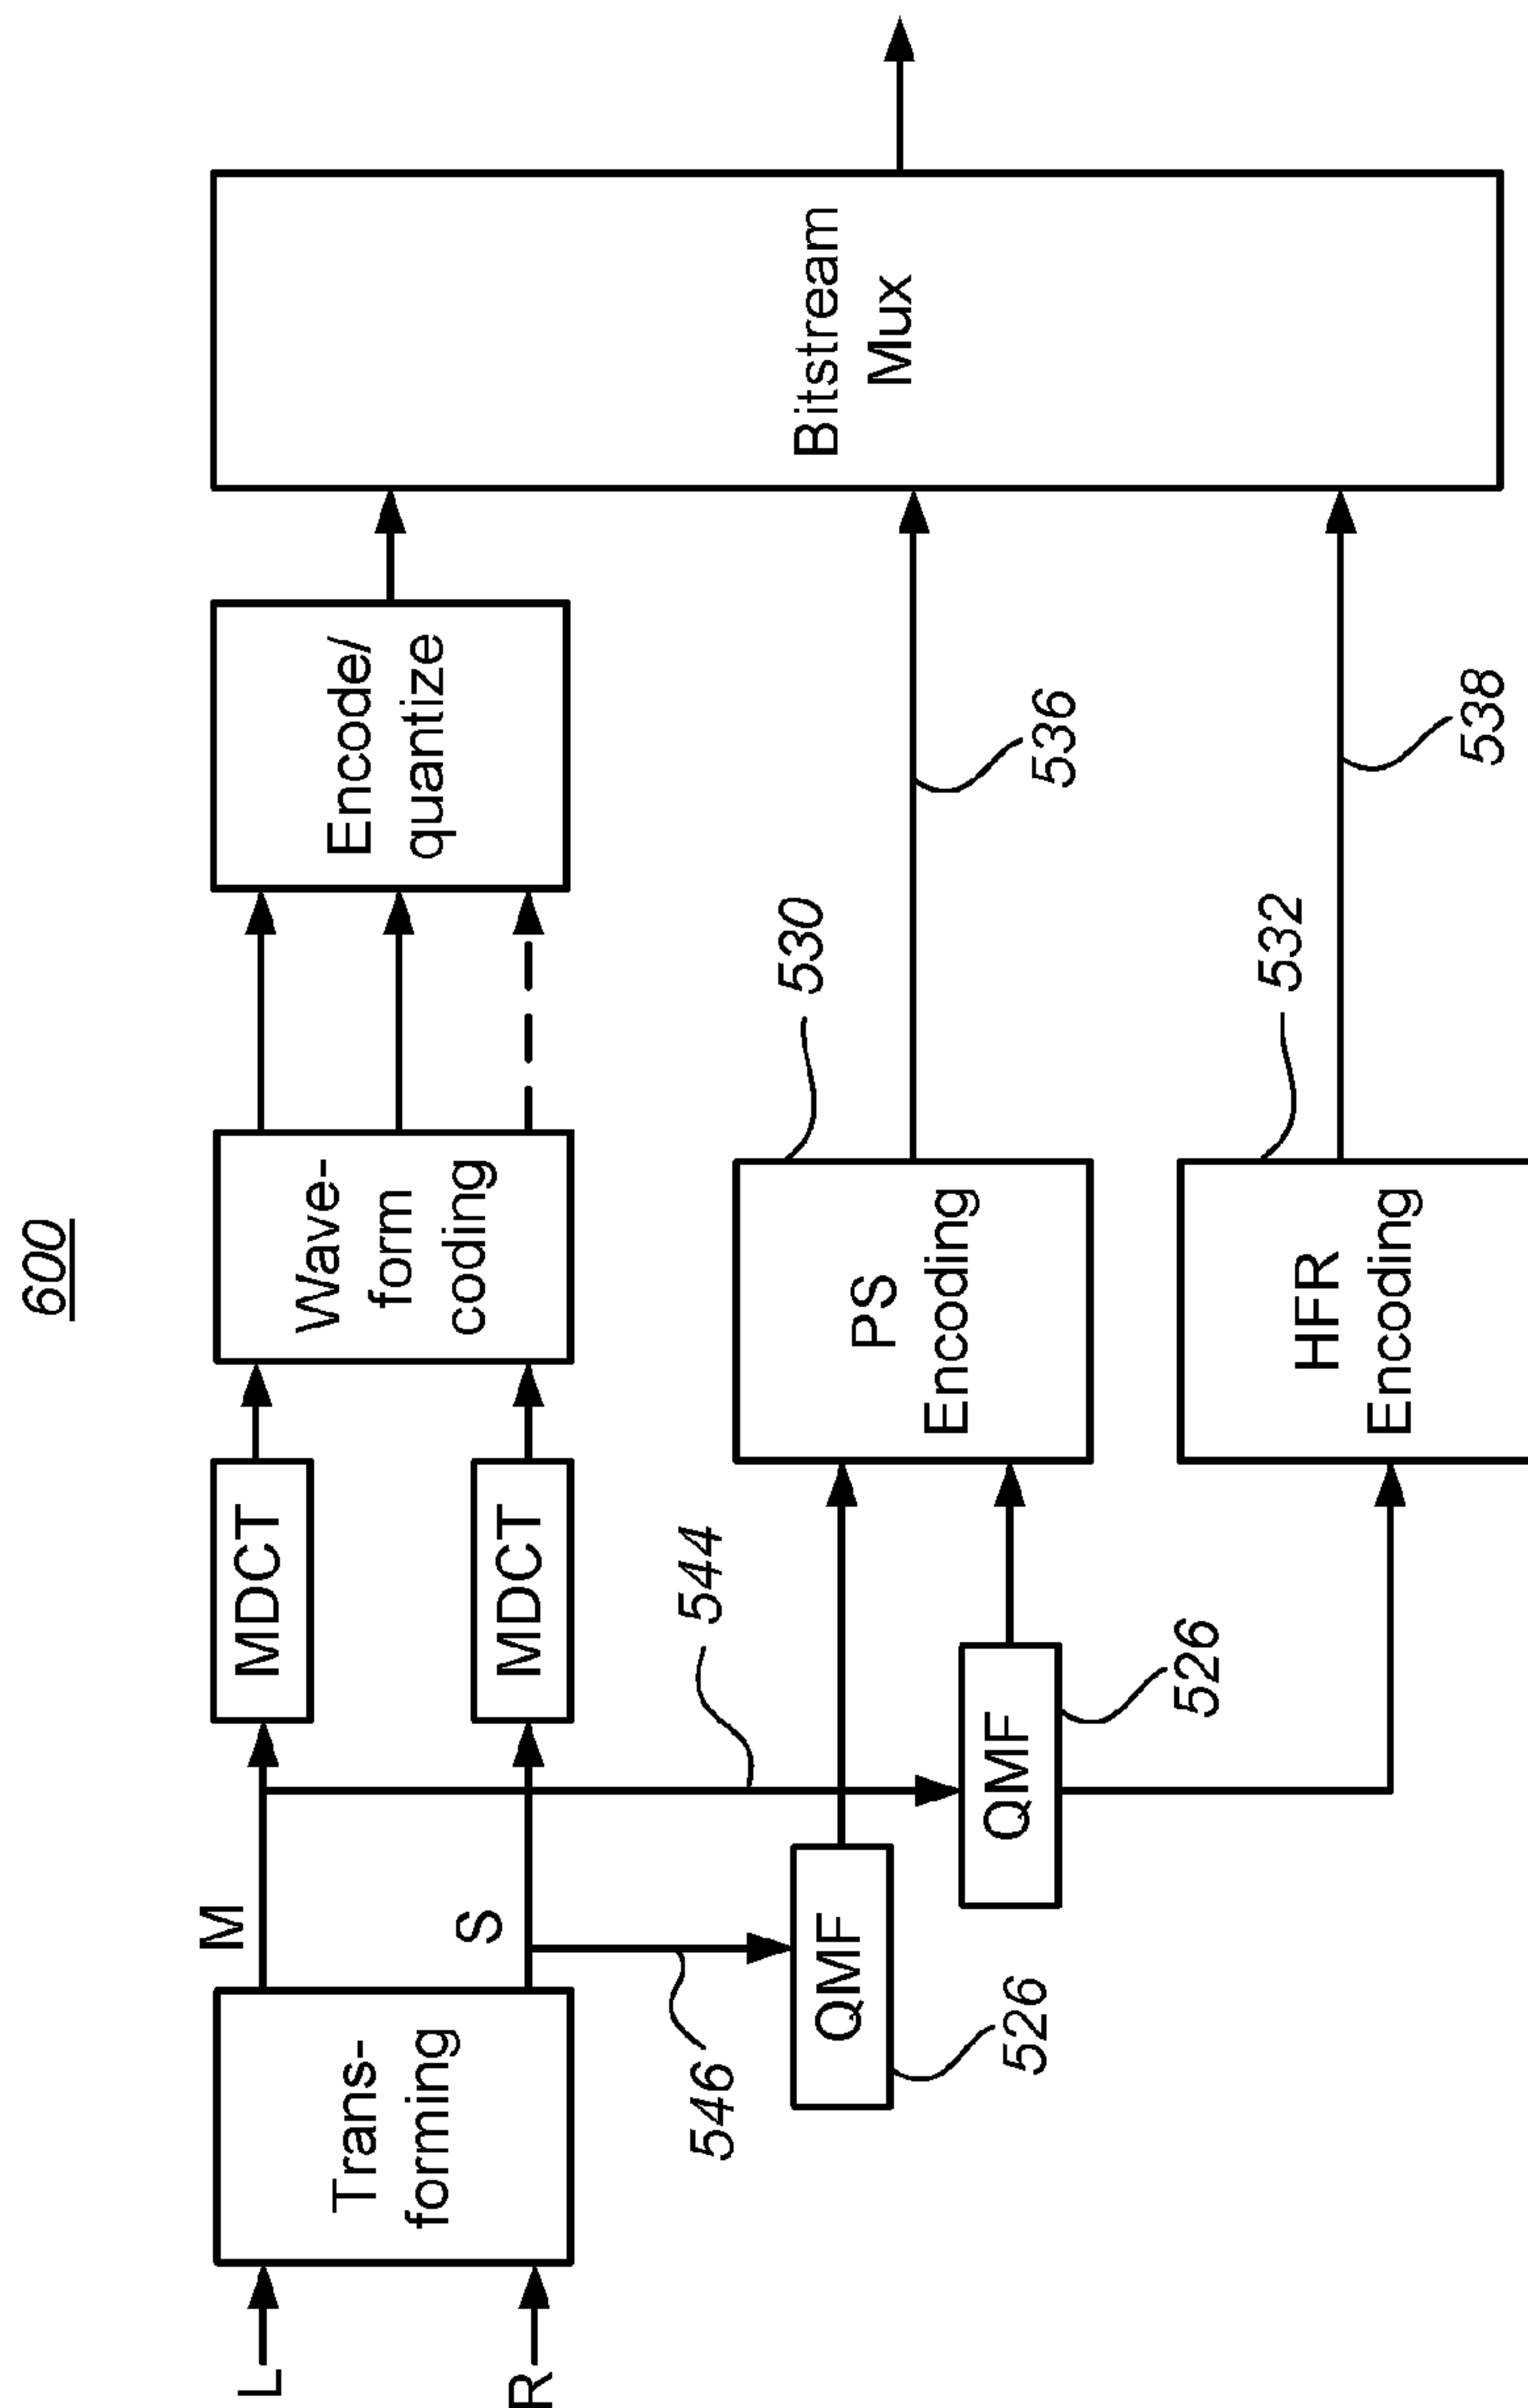 600
L
R
Trans-
forming
M
S
MDCT
MDCT
Wave-
form
coding
Encode/
quantize
Bitstream
Mux
546
544
QMF
526
QMF
526
PS
Encoding
530
536
HFR
Encoding
532
538